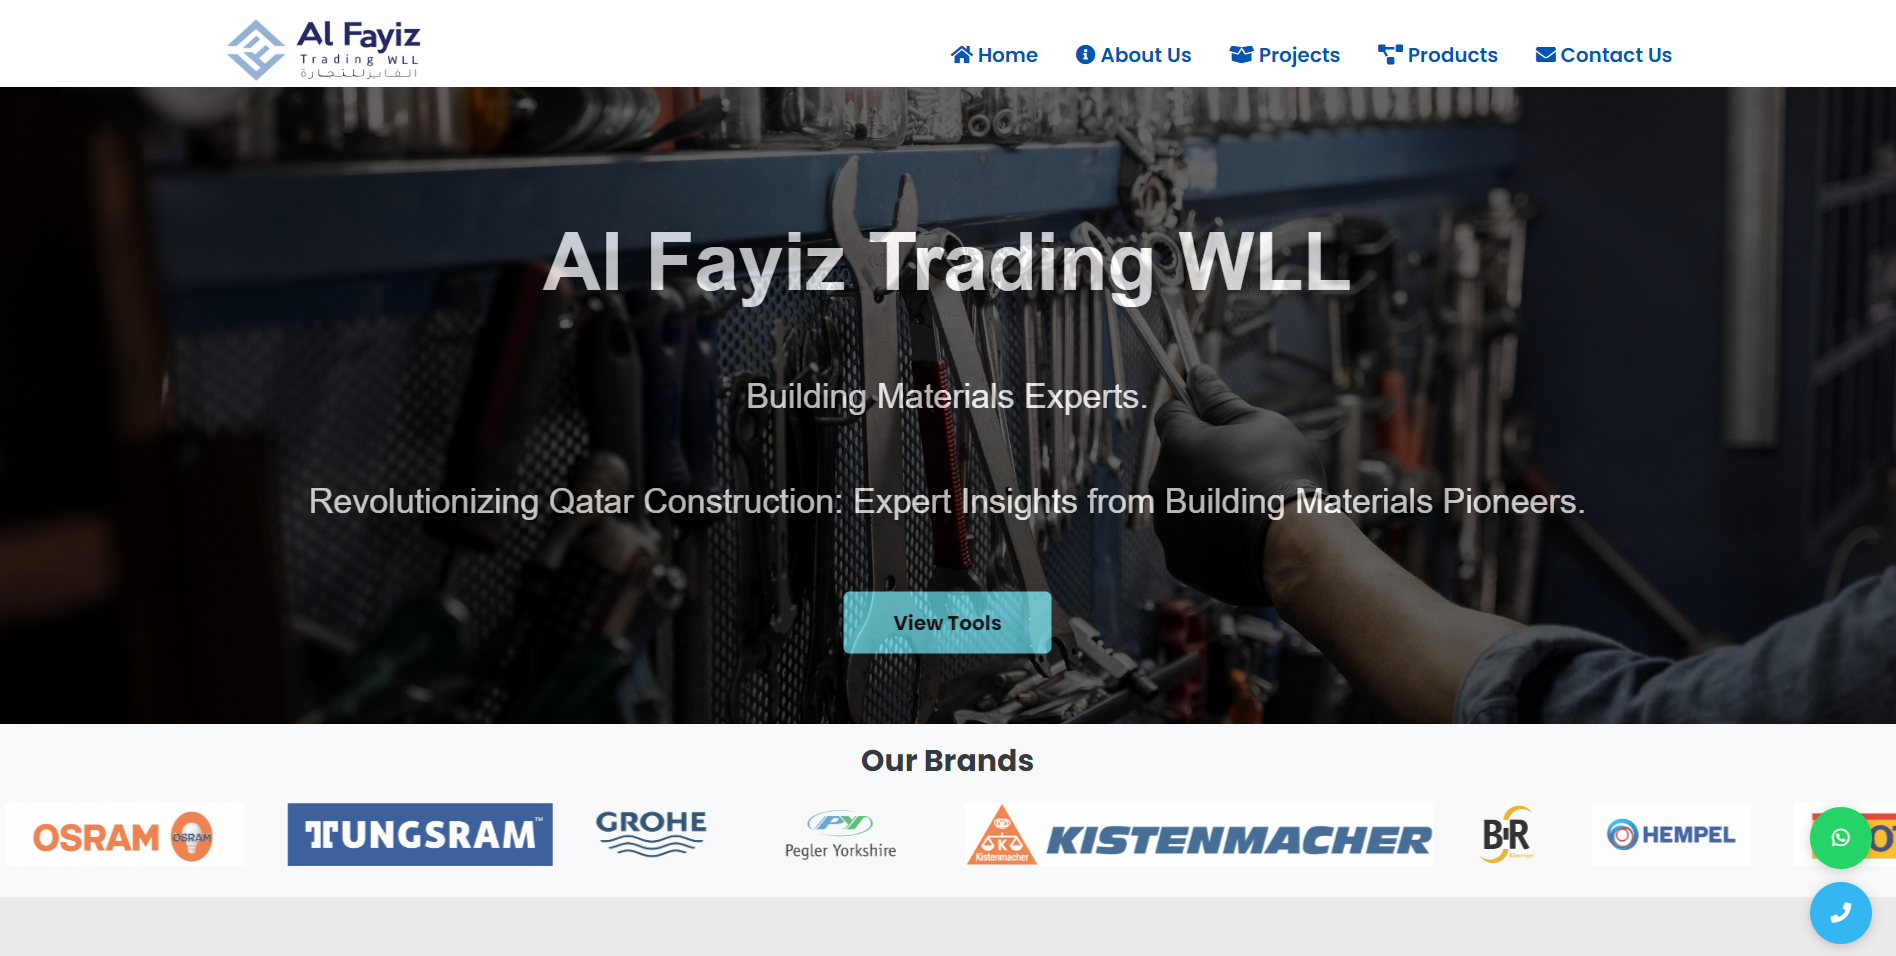 Al Fayiz
Trading WLL
الفايز للتجارة
Home
About Us
Projects
Products
Contact Us
Al Fayiz Trading WLL
Building Materials Experts.
Revolutionizing Qatar Construction: Expert Insights from Building Materials Pioneers.
View Tools
Our Brands
OSRAM
OSRAM
TUNGSRAM™
GROHE
PY
Pegler Yorkshire
K
Kistenmacher
KISTENMACHER
BR
HEMPEL